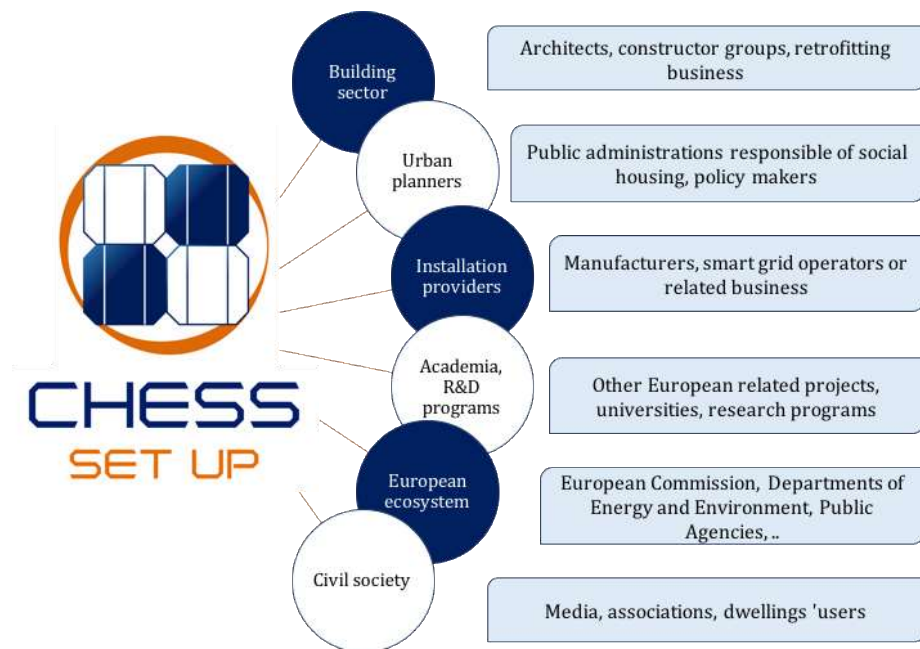 Building
sector
Architects, constructor groups, retrofitting
business
Urban
planners
Public administrations responsible of social
housing, policy makers
Installation
providers
Manufacturers, smart grid operators or
related business
Academia,
R&D
programs
Other European related projects,
universities, research programs
CHESS
SET UP
European
ecosystem
European Commission, Departments of
Energy and Environment, Public
Agencies, ..
Civil society
Media, associations, dwellings 'users